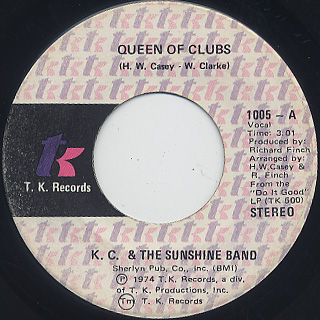 QUEEN OF CLUBS
(H. W. Casey - W. Clarke)
1005 - A
Vocal
Time: 3:01
Produced by:
Richard Finch
Arranged by:
H.W.Casey &
R. Finch
From the
"Do It Good"
LP (TK 500)
STEREO
tk
T. K. Records
K. C. & THE SUNSHINE BAND
Sherlyn Pub. Co., inc. (BMI)
Ⓟ 1974 T.K. Records, a div.
of T. K. Productions, Inc.
Tm T. K. Records